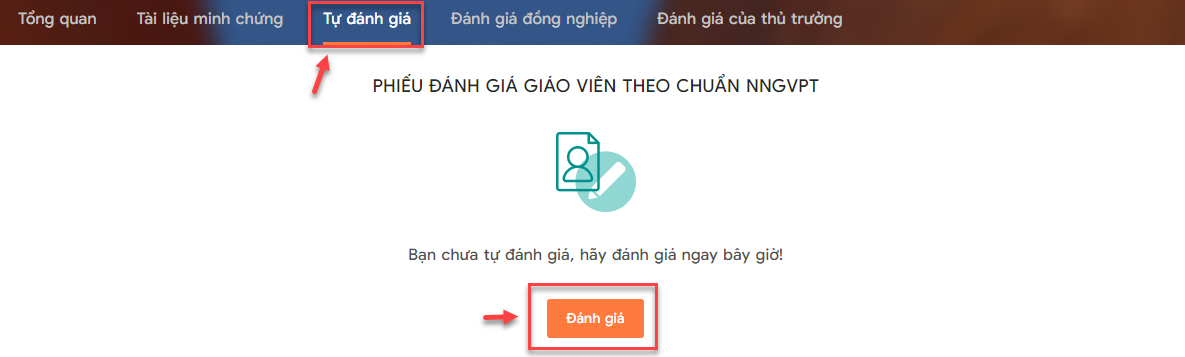 Tổng quan Tài liệu minh chứng Tự đánh giá Đánh giá đồng nghiệp Đánh giá của thủ trưởng
PHIẾU ĐÁNH GIÁ GIÁO VIÊN THEO CHUẨN NNGVPT
Bạn chưa tự đánh giá, hãy đánh giá ngay bây giờ!
Đánh giá